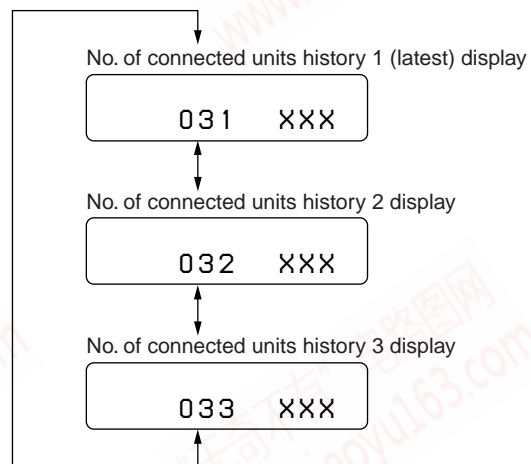 No. of connected units history 1 (latest) display
031 XXX
No. of connected units history 2 display
032 XXX
No. of connected units history 3 display
033 XXX